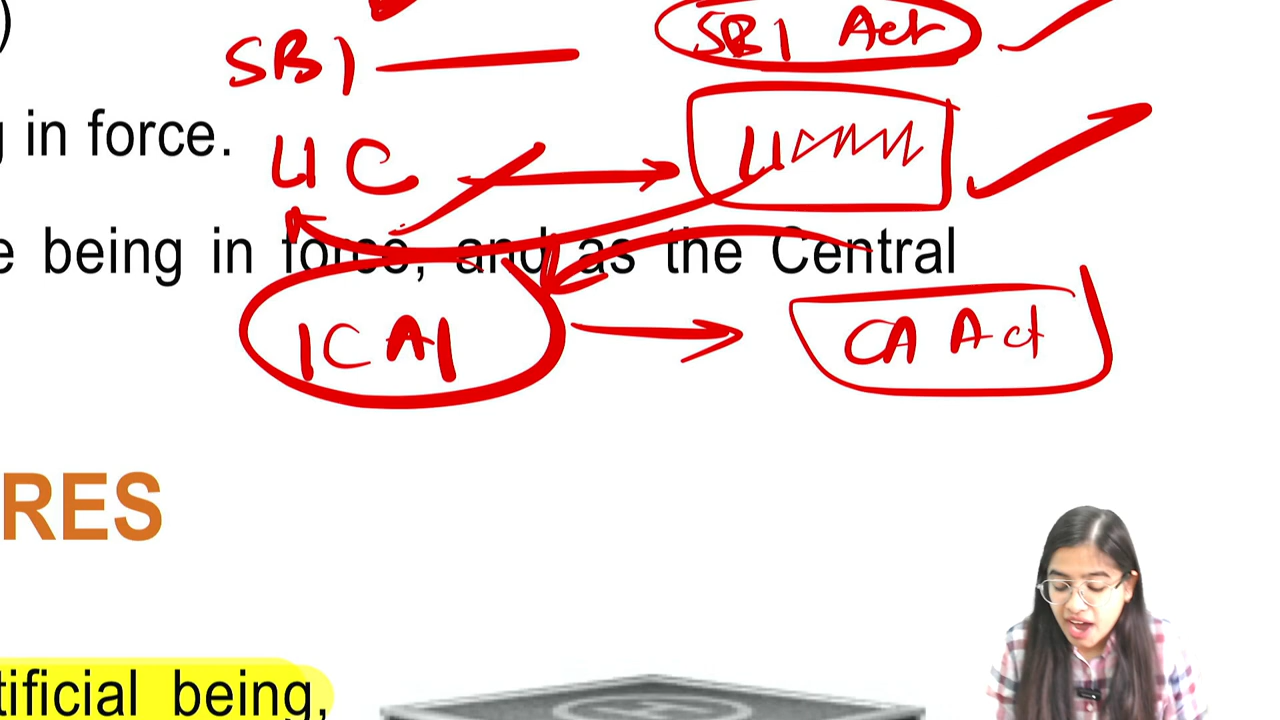 )
SBI SBI Act
g in force.
LIC LI
e being in force, and as the Central
ICAI CA Act
RES
tificial being,